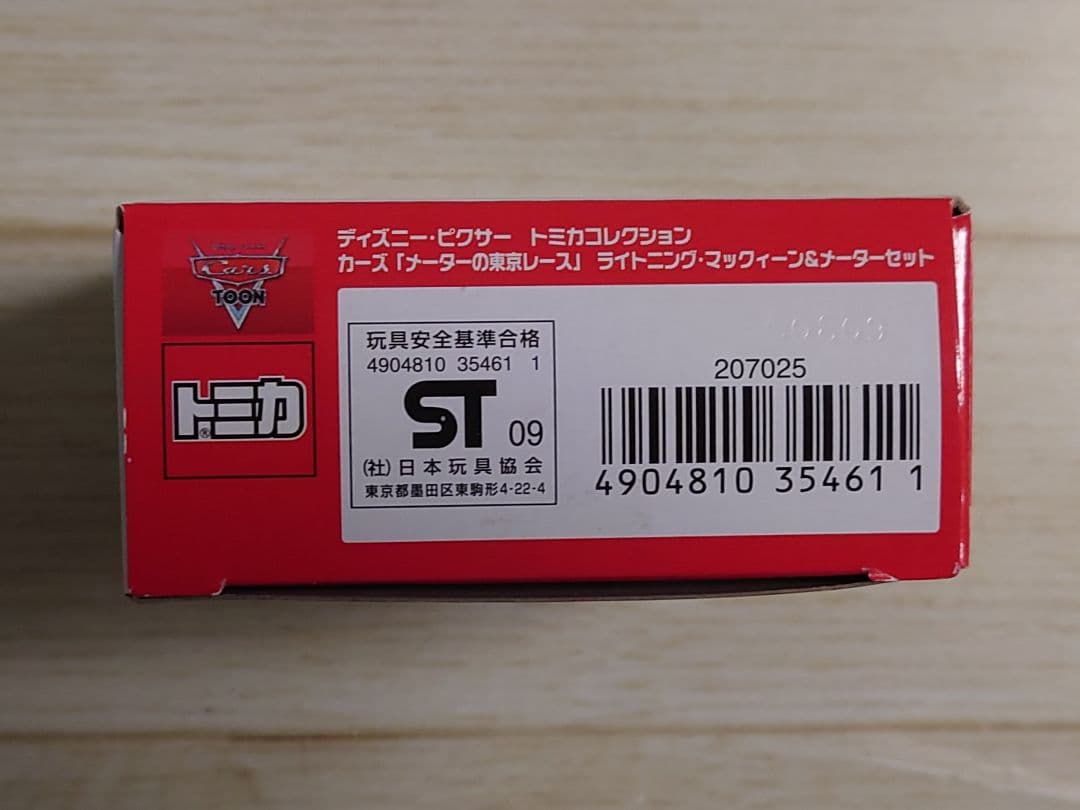 ディズニー・ピクサー トミカコレクション
カーズ「メーターの東京レース」 ライトニング・マックィーン&メーターセット
Cars
TOON
トミカ
®
玩具安全基準合格
4904810 35461 1
ST 09
(社)日本玩具協会
東京都墨田区東駒形4-22-4
207025
4904810 35461 1